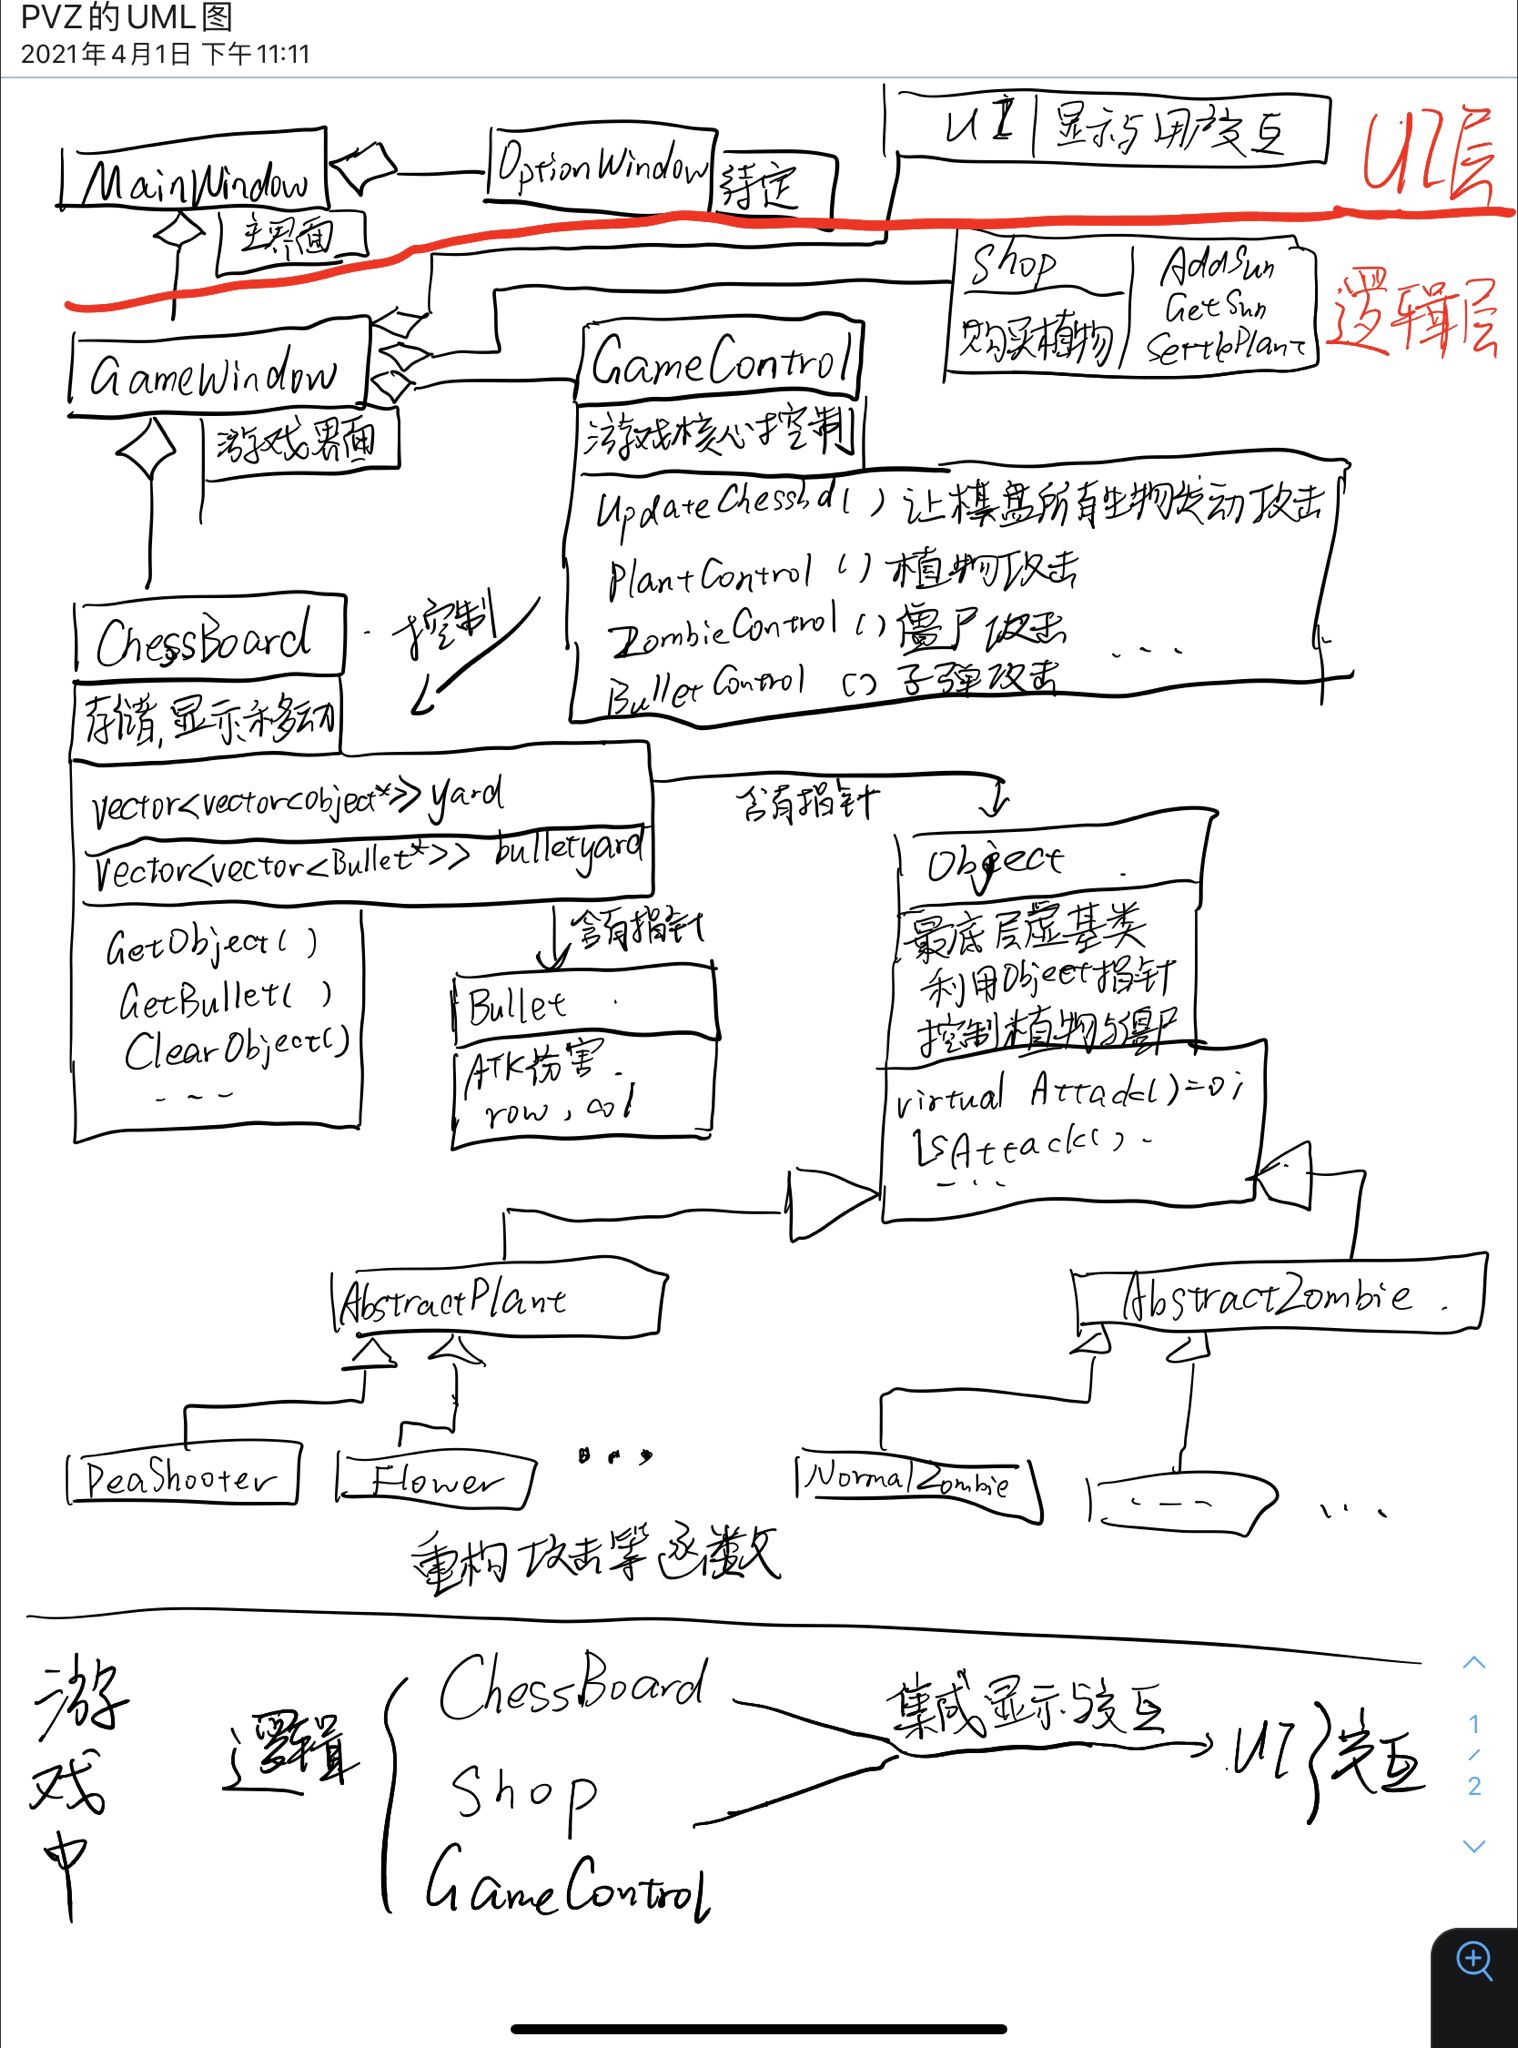 PVZ的UML图
2021年4月1日 下午11:11
UI 显示与用户交互
UI层
MainWindow
OptionWindow
待定
主界面
Shop
购买植物
AddSun
GetSun
SettlePlant
逻辑层
GameWindow
游戏界面
GameControl
游戏核心控制
UpdateChessbd() 让棋盘所有生物发动攻击
PlantControl() 植物攻击
ZombieControl() 僵尸攻击
BulletControl() 子弹攻击
...
ChessBoard
控制
存储,显示和移动
vector<vector<object*>> yard
vector<vector<Bullet*>> bulletyard
GetObject()
GetBullet()
ClearObject()
---
含有指针
含有指针
Bullet
ATK伤害
row, col
Object
最底层虚基类
利用Object指针
控制植物与僵尸
virtual Attack()=0;
isAttack()
...
AbstractPlant
AbstractZombie
PeaShooter
Flower
...
NormalZombie
---
...
重构攻击等函数
游戏中
逻辑
ChessBoard
Shop
GameControl
集成显示与交互
UI
交互
1
/
2